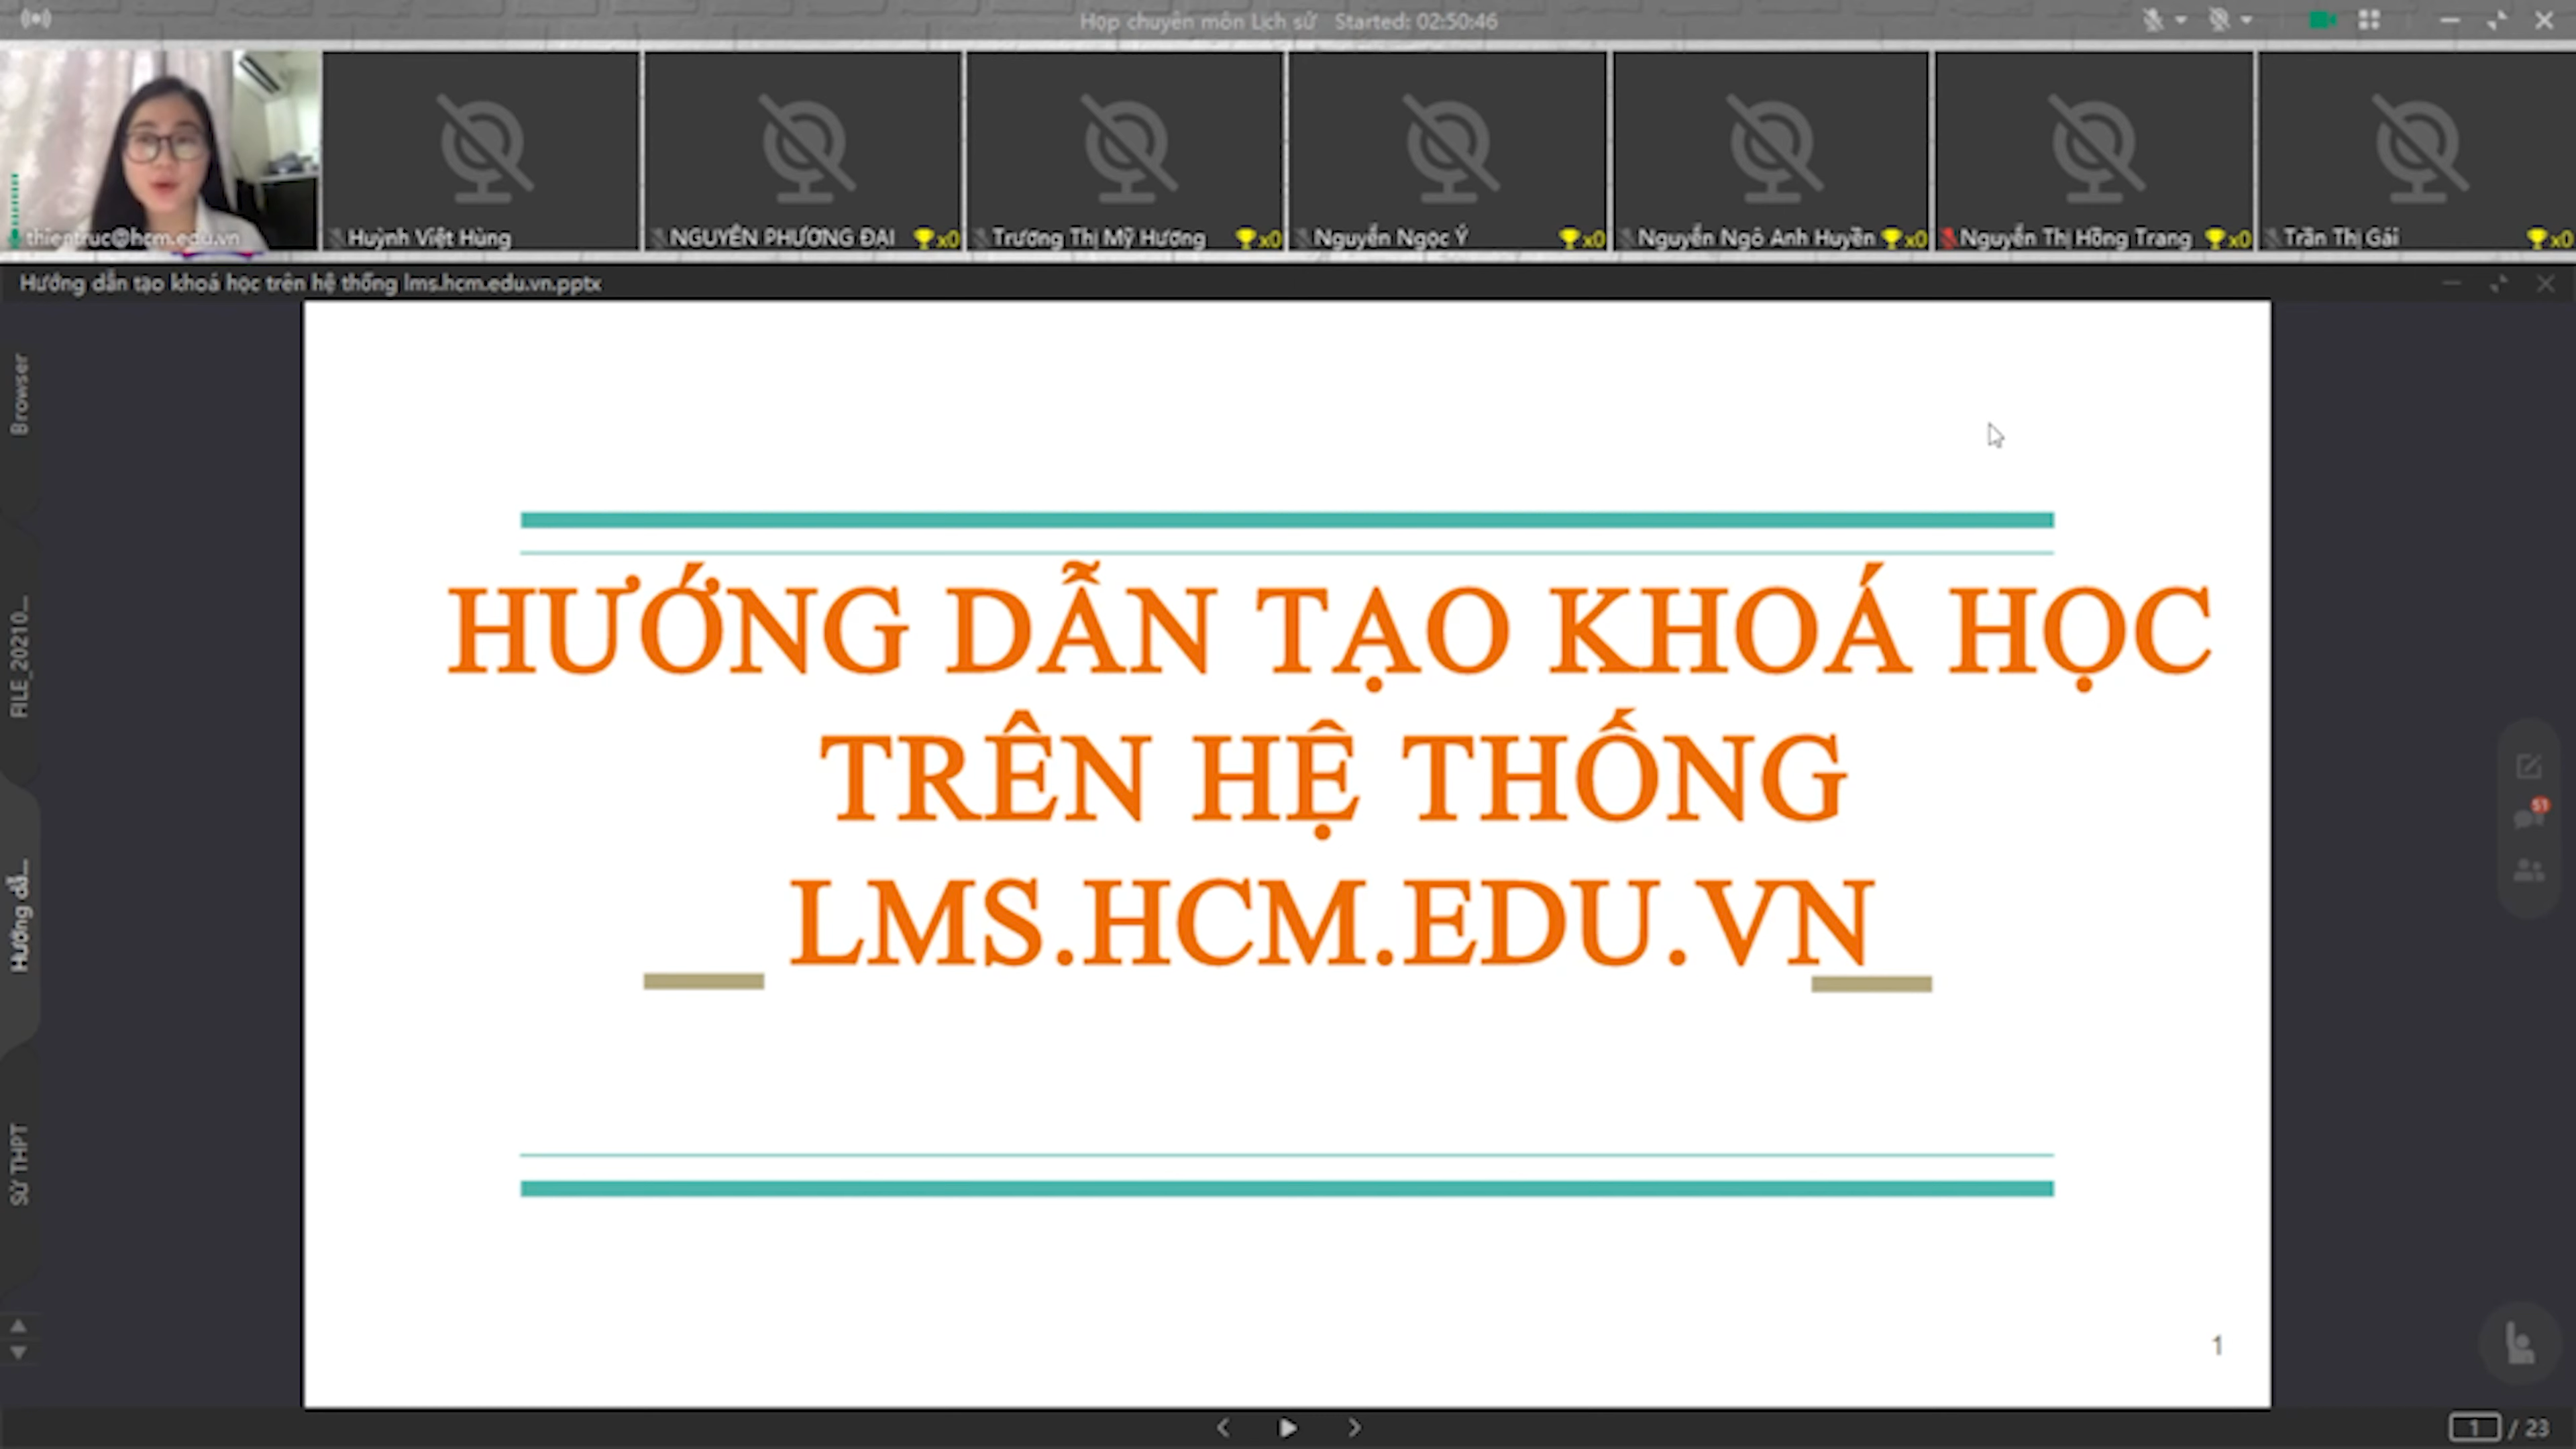 Họp chuyên môn Lịch sử Started: 02:50:46
thientruc@hcm.edu.vn
Huỳnh Việt Hùng
NGUYỄN PHƯƠNG ĐẠI x0
Trương Thị Mỹ Hương x0
Nguyễn Ngọc Ý x0
Nguyễn Ngô Anh Huyền x0
Nguyễn Thị Hồng Trang x0
Trần Thị Gái x0
Hướng dẫn tạo khoá học trên hệ thống lms.hcm.edu.vn.pptx
Browser
FILE_20210...
Hướng dẫ...
SỬ THPT
HƯỚNG DẪN TẠO KHOÁ HỌC
TRÊN HỆ THỐNG
LMS.HCM.EDU.VN
51
1
1 / 23